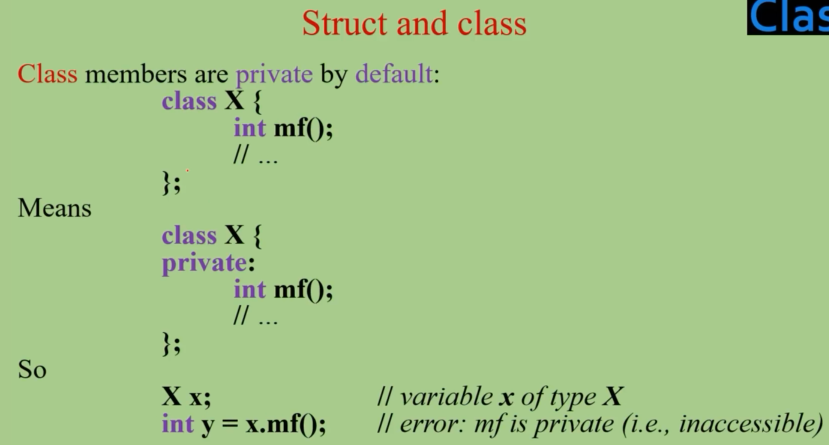 Struct and class
Clas
Class members are private by default:
class X {
int mf();
// ...
};
Means
class X {
private:
int mf();
// ...
};
So
X x; // variable x of type X
int y = x.mf(); // error: mf is private (i.e., inaccessible)